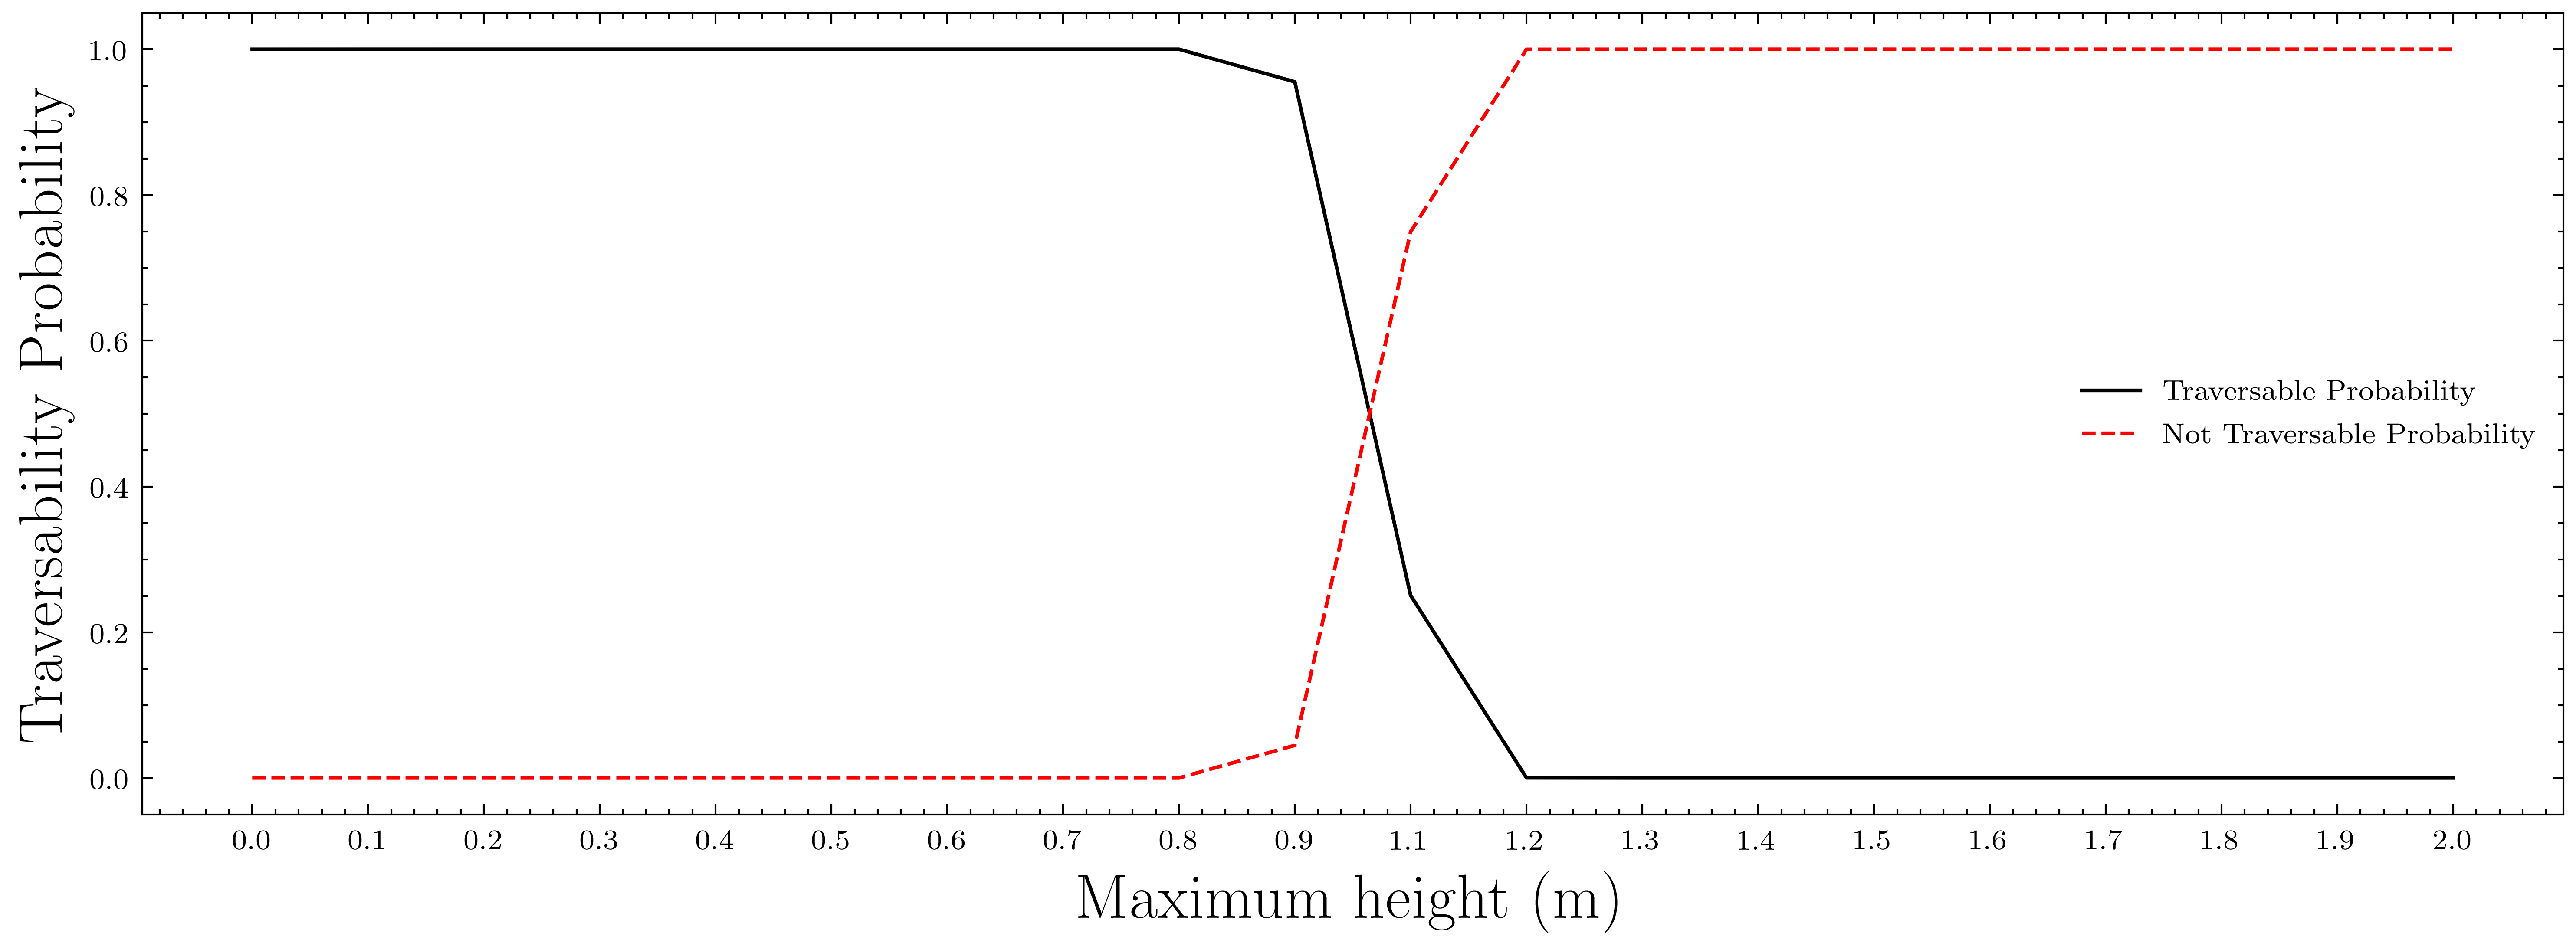 Traversability Probability
1.0
0.8
0.6
0.4
0.2
0.0
Traversable Probability
Not Traversable Probability
0.0 0.1 0.2 0.3 0.4 0.5 0.6 0.7 0.8 0.9 1.1 1.2 1.3 1.4 1.5 1.6 1.7 1.8 1.9 2.0
Maximum height (m)